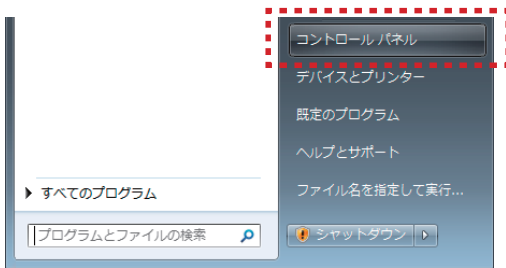 コントロール パネル
デバイスとプリンター
既定のプログラム
ヘルプとサポート
すべてのプログラム
ファイル名を指定して実行...
プログラムとファイルの検索
シャットダウン